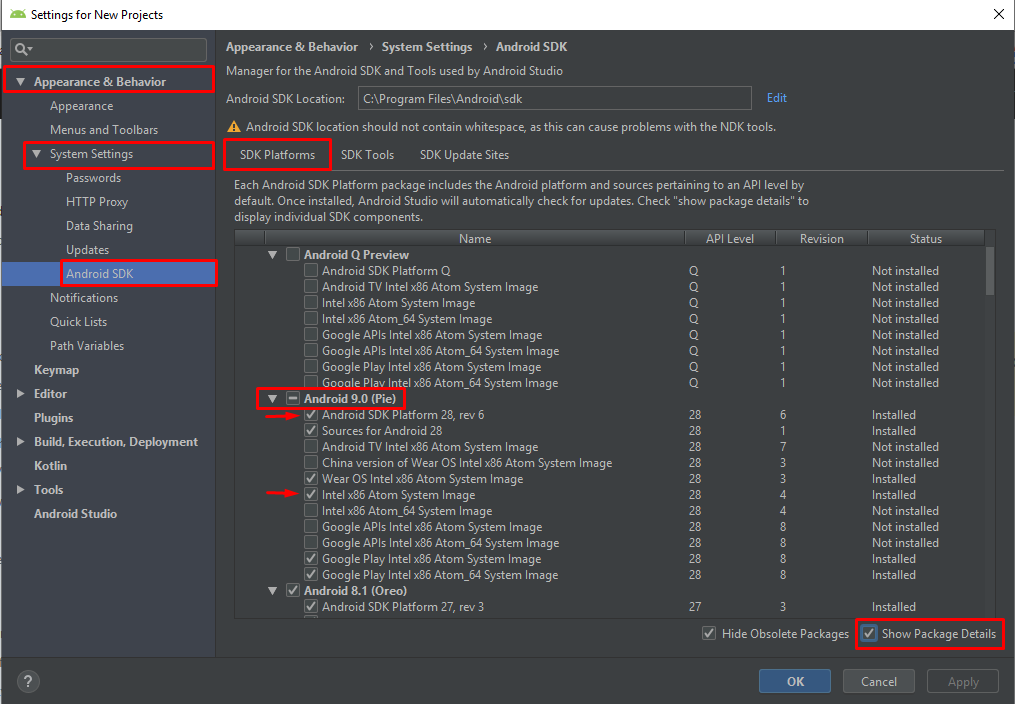 Settings for New Projects
Appearance & Behavior
Appearance
Menus and Toolbars
System Settings
Passwords
HTTP Proxy
Data Sharing
Updates
Android SDK
Notifications
Quick Lists
Path Variables
Keymap
Editor
Plugins
Build, Execution, Deployment
Kotlin
Tools
Android Studio
Appearance & Behavior › System Settings › Android SDK
Manager for the Android SDK and Tools used by Android Studio
Android SDK Location: C:\Program Files\Android\sdk Edit
Android SDK location should not contain whitespace, as this can cause problems with the NDK tools.
SDK Platforms SDK Tools SDK Update Sites
Each Android SDK Platform package includes the Android platform and sources pertaining to an API level by
default. Once installed, Android Studio will automatically check for updates. Check "show package details" to
display individual SDK components.
Name API Level Revision Status
Android Q Preview
Android SDK Platform Q Q 1 Not installed
Android TV Intel x86 Atom System Image Q 1 Not installed
Intel x86 Atom System Image Q 1 Not installed
Intel x86 Atom_64 System Image Q 1 Not installed
Google APIs Intel x86 Atom System Image Q 1 Not installed
Google APIs Intel x86 Atom_64 System Image Q 1 Not installed
Google Play Intel x86 Atom System Image Q 1 Not installed
Google Play Intel x86 Atom_64 System Image Q 1 Not installed
Android 9.0 (Pie)
Android SDK Platform 28, rev 6 28 6 Installed
Sources for Android 28 28 1 Installed
Android TV Intel x86 Atom System Image 28 7 Not installed
China version of Wear OS Intel x86 Atom System Image 28 3 Not installed
Wear OS Intel x86 Atom System Image 28 3 Installed
Intel x86 Atom System Image 28 4 Installed
Intel x86 Atom_64 System Image 28 4 Not installed
Google APIs Intel x86 Atom System Image 28 8 Not installed
Google APIs Intel x86 Atom_64 System Image 28 8 Not installed
Google Play Intel x86 Atom System Image 28 8 Installed
Google Play Intel x86 Atom_64 System Image 28 8 Installed
Android 8.1 (Oreo)
Android SDK Platform 27, rev 3 27 3 Installed
Hide Obsolete Packages Show Package Details
? OK Cancel Apply